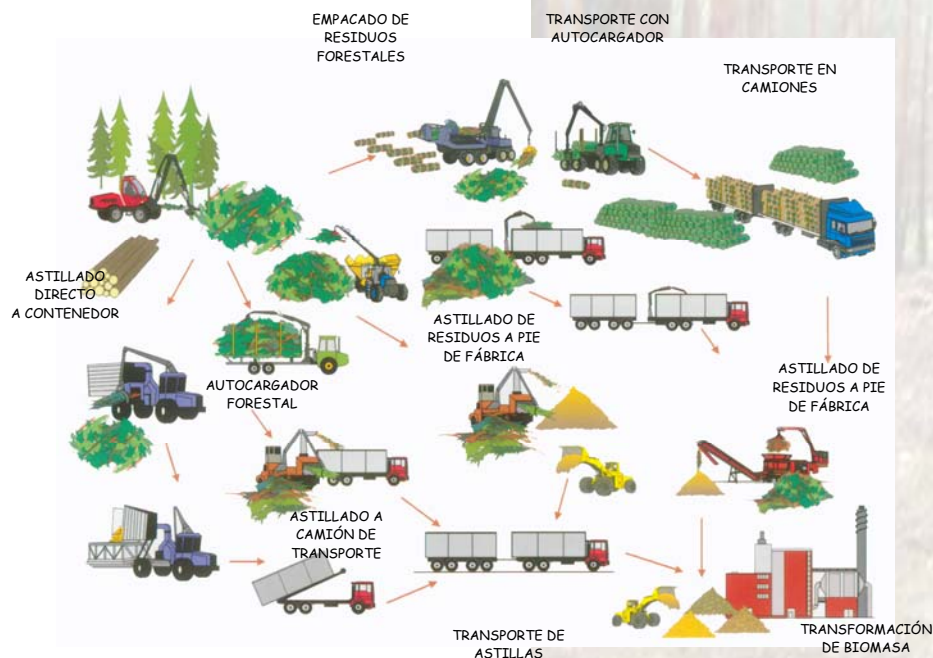 EMPACADO DE
RESIDUOS
FORESTALES
TRANSPORTE CON
AUTOCARGADOR
TRANSPORTE EN
CAMIONES
ASTILLADO
DIRECTO
A CONTENEDOR
ASTILLADO DE
RESIDUOS A PIE
DE FÁBRICA
AUTOCARGADOR
FORESTAL
ASTILLADO DE
RESIDUOS A PIE
DE FÁBRICA
ASTILLADO A
CAMIÓN DE
TRANSPORTE
TRANSPORTE DE
ASTILLAS
TRANSFORMACIÓN
DE BIOMASA